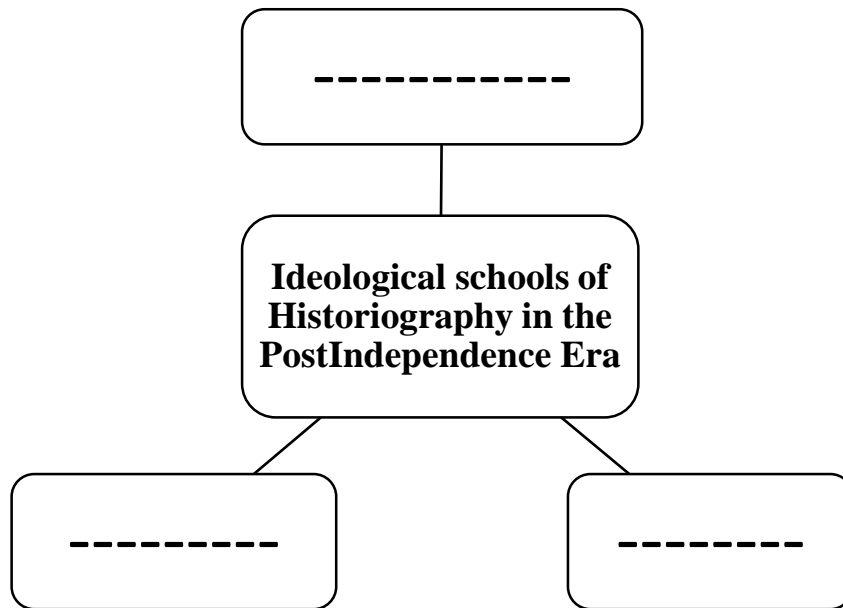 -----------
Ideological schools of
Historiography in the
PostIndependence Era
---------
--------